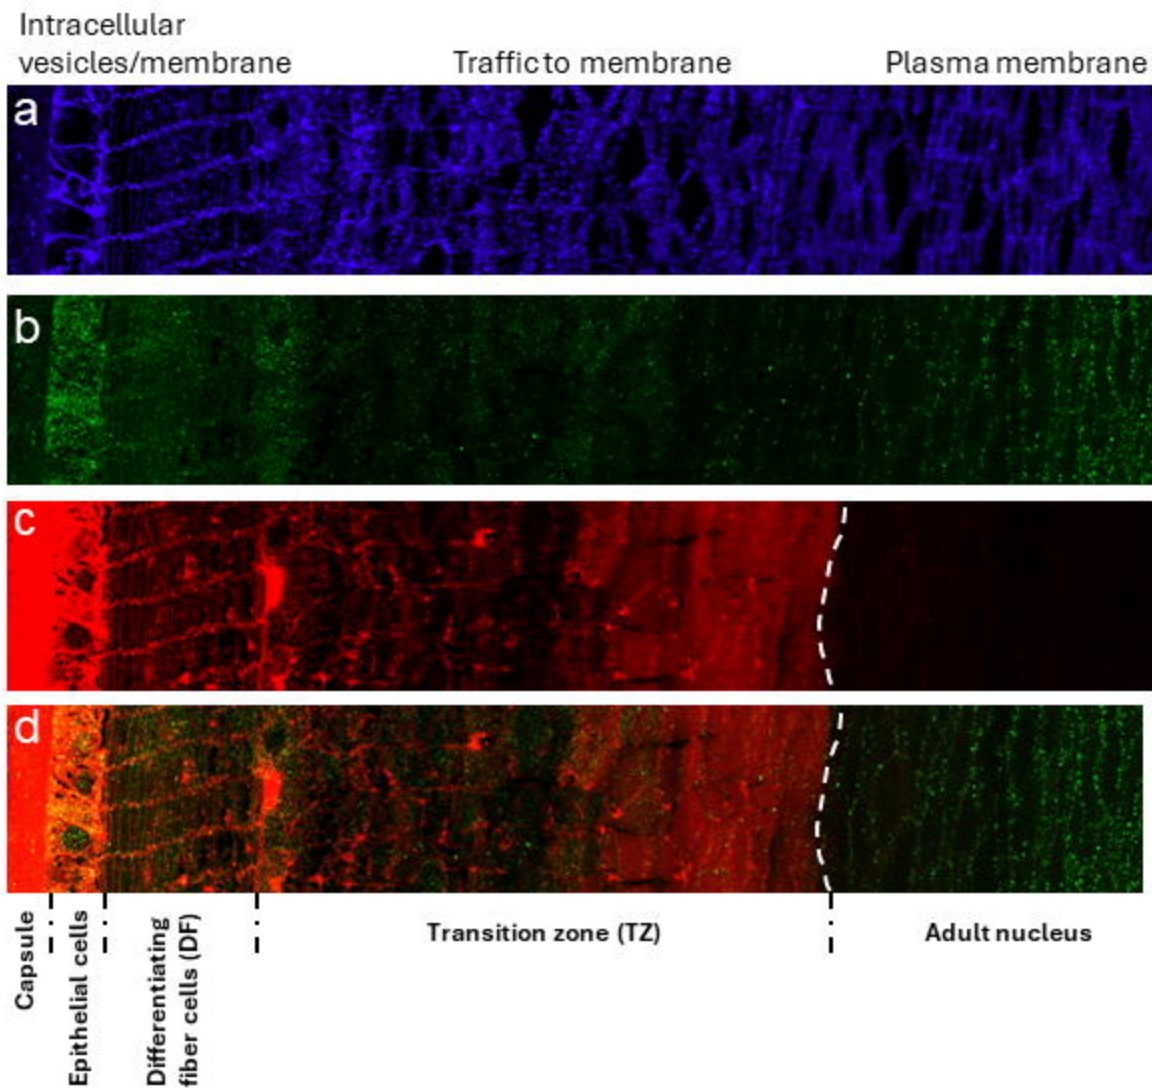 Intracellular
vesicles/membrane
Traffic to membrane
Plasma membrane
a
b
c
d
Capsule
Epithelial cells
Differentiating
fiber cells (DF)
Transition zone (TZ)
Adult nucleus